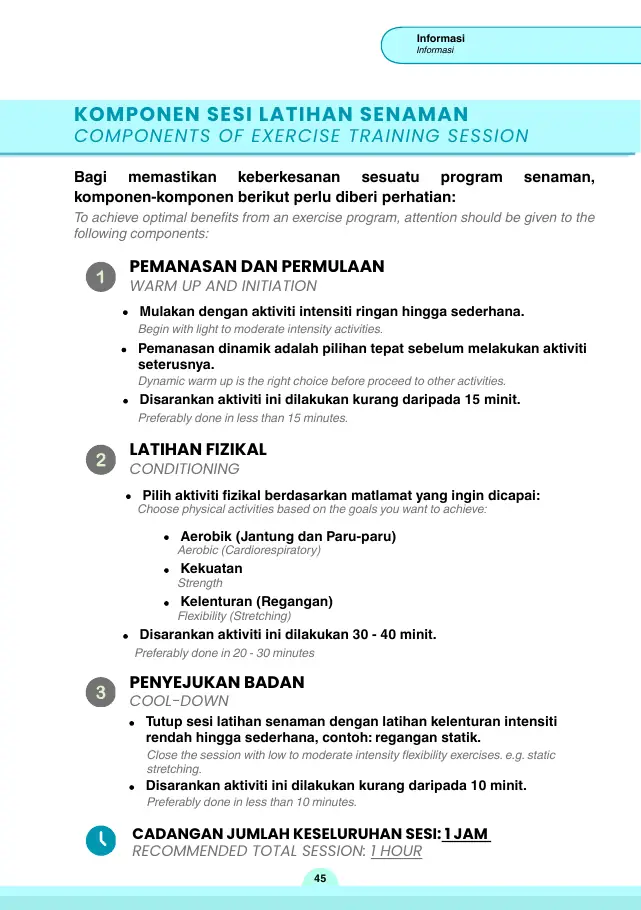 Informasi
Informasi
KOMPONEN SESI LATIHAN SENAMAN
COMPONENTS OF EXERCISE TRAINING SESSION
Bagi memastikan keberkesanan sesuatu program senaman,
komponen-komponen berikut perlu diberi perhatian:
To achieve optimal benefits from an exercise program, attention should be given to the
following components:
1 PEMANASAN DAN PERMULAAN
WARM UP AND INITIATION
• Mulakan dengan aktiviti intensiti ringan hingga sederhana.
Begin with light to moderate intensity activities.
• Pemanasan dinamik adalah pilihan tepat sebelum melakukan aktiviti
seterusnya.
Dynamic warm up is the right choice before proceed to other activities.
• Disarankan aktiviti ini dilakukan kurang daripada 15 minit.
Preferably done in less than 15 minutes.
2 LATIHAN FIZIKAL
CONDITIONING
• Pilih aktiviti fizikal berdasarkan matlamat yang ingin dicapai:
Choose physical activities based on the goals you want to achieve:
• Aerobik (Jantung dan Paru-paru)
Aerobic (Cardiorespiratory)
• Kekuatan
Strength
• Kelenturan (Regangan)
Flexibility (Stretching)
• Disarankan aktiviti ini dilakukan 30 - 40 minit.
Preferably done in 20 - 30 minutes
3 PENYEJUKAN BADAN
COOL-DOWN
• Tutup sesi latihan senaman dengan latihan kelenturan intensiti
rendah hingga sederhana, contoh: regangan statik.
Close the session with low to moderate intensity flexibility exercises. e.g. static
stretching.
• Disarankan aktiviti ini dilakukan kurang daripada 10 minit.
Preferably done in less than 10 minutes.
CADANGAN JUMLAH KESELURUHAN SESI: 1 JAM
RECOMMENDED TOTAL SESSION: 1 HOUR
45